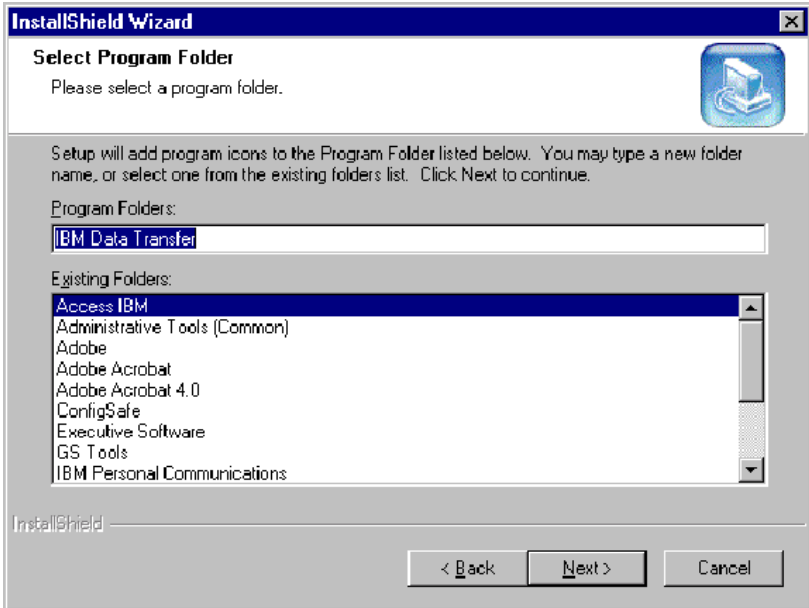 InstallShield Wizard
Select Program Folder
Please select a program folder.
Setup will add program icons to the Program Folder listed below. You may type a new folder
name, or select one from the existing folders list. Click Next to continue.
Program Folders:
IBM Data Transfer
Existing Folders:
Access IBM
Administrative Tools (Common)
Adobe
Adobe Acrobat
Adobe Acrobat 4.0
ConfigSafe
Executive Software
GS Tools
IBM Personal Communications
InstallShield
< Back
Next >
Cancel